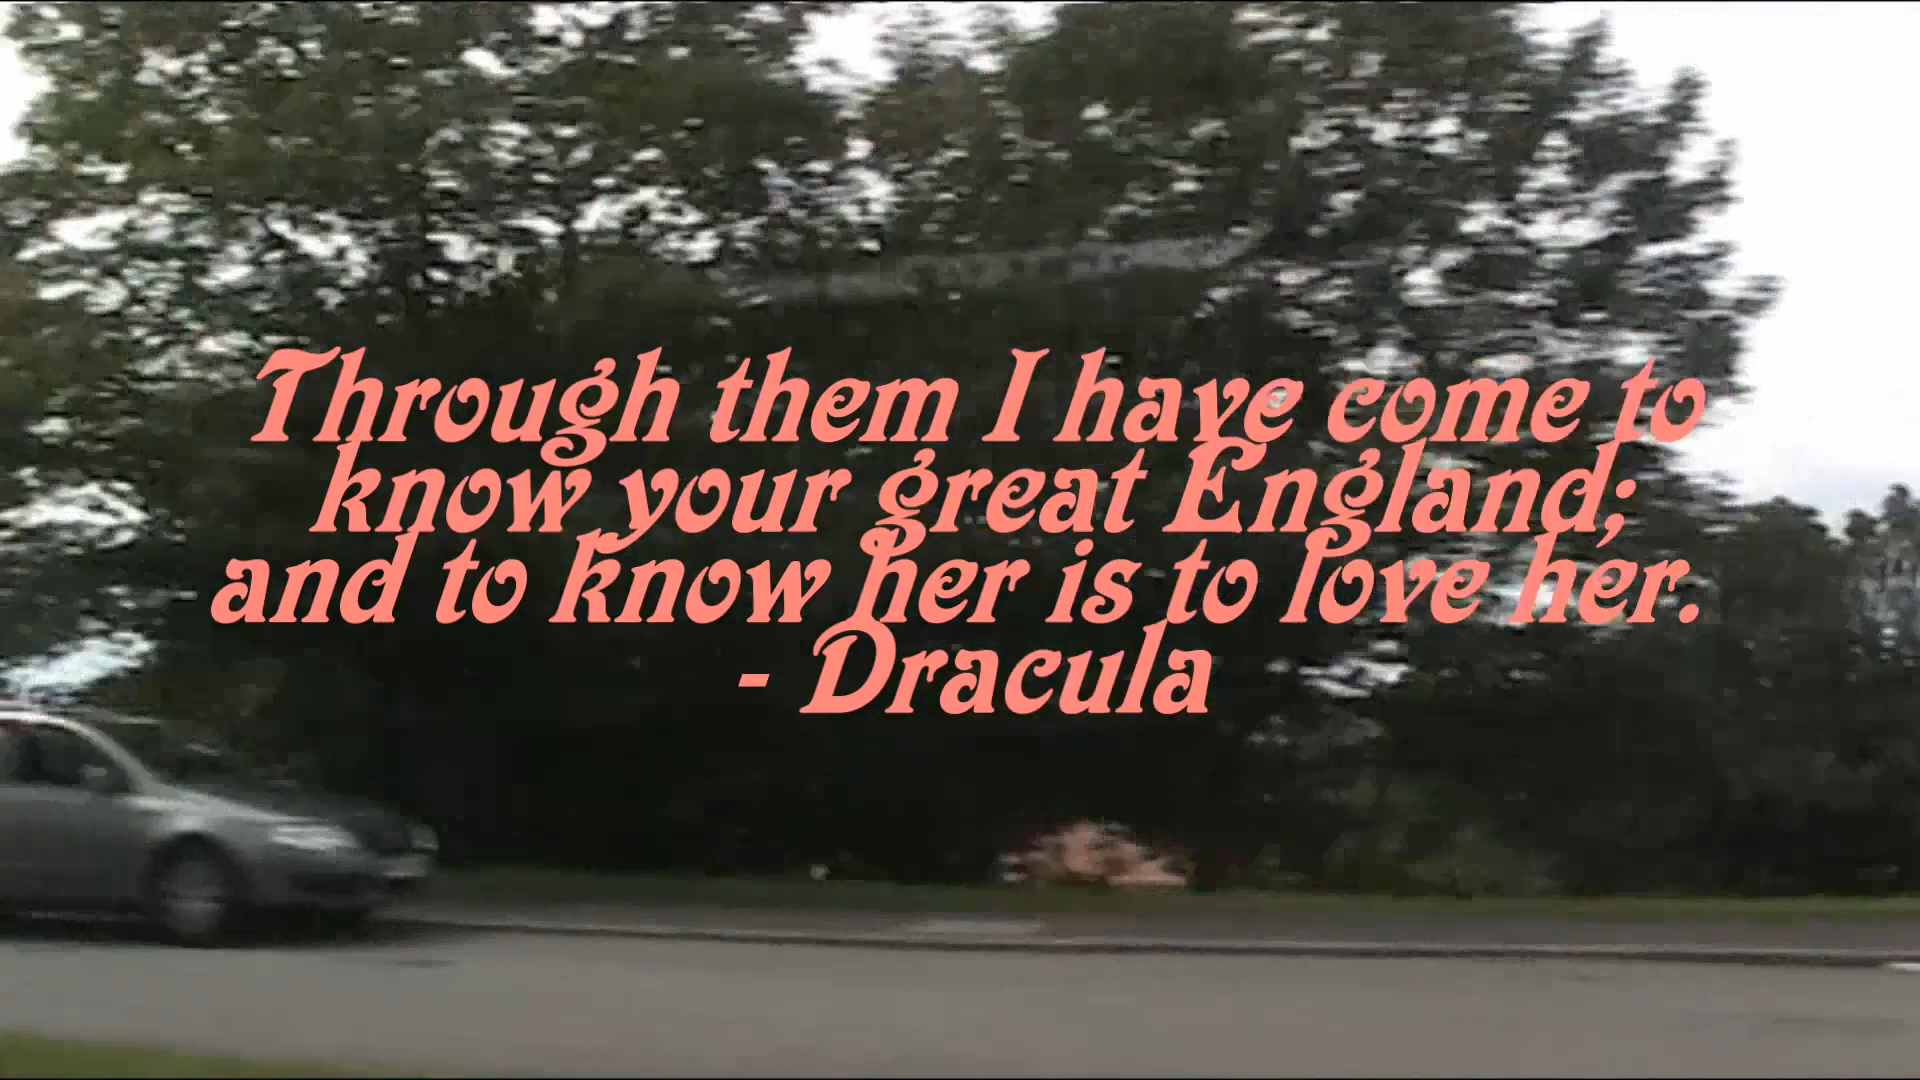 Through them I have come to
know your great England;
and to know her is to love her.
- Dracula